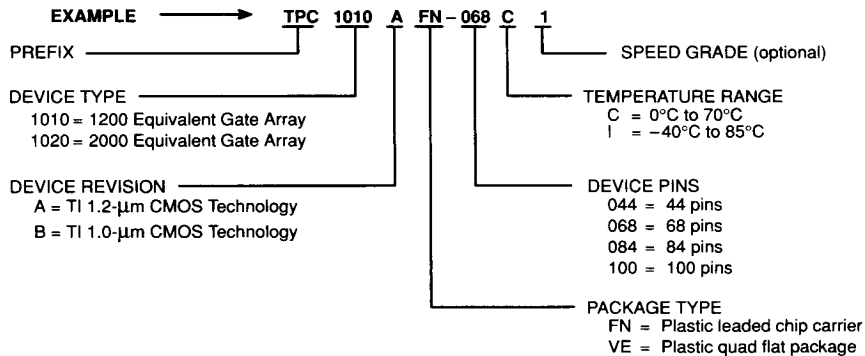 EXAMPLE TPC 1010 A FN – 068 C 1
PREFIX
SPEED GRADE (optional)
DEVICE TYPE
1010 = 1200 Equivalent Gate Array
1020 = 2000 Equivalent Gate Array
TEMPERATURE RANGE
C = 0°C to 70°C
I = –40°C to 85°C
DEVICE REVISION
A = TI 1.2-μm CMOS Technology
B = TI 1.0-μm CMOS Technology
DEVICE PINS
044 = 44 pins
068 = 68 pins
084 = 84 pins
100 = 100 pins
PACKAGE TYPE
FN = Plastic leaded chip carrier
VE = Plastic quad flat package